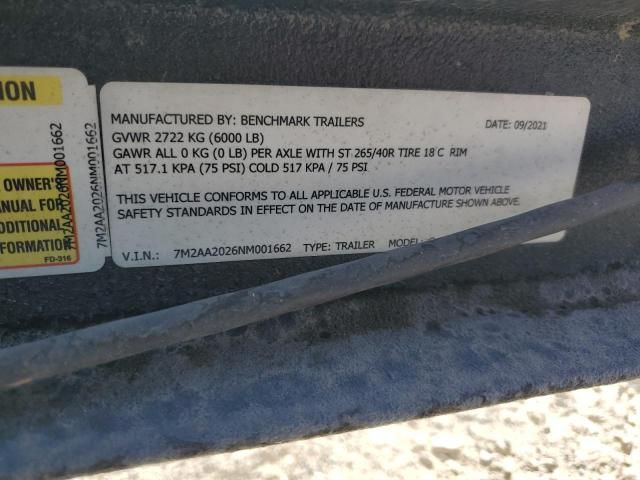 ION
OWNER'S
ANUAL FOR
ADDITIONAL
INFORMATION
FD-316
7M2AA2026NM001662
7M2AA2026NM001662
MANUFACTURED BY: BENCHMARK TRAILERS DATE: 09/2021
GVWR 2722 KG (6000 LB)
GAWR ALL 0 KG (0 LB) PER AXLE WITH ST 265/40R TIRE 18 C RIM
AT 517.1 KPA (75 PSI) COLD 517 KPA / 75 PSI
THIS VEHICLE CONFORMS TO ALL APPLICABLE U.S. FEDERAL MOTOR VEHICLE
SAFETY STANDARDS IN EFFECT ON THE DATE OF MANUFACTURE SHOWN ABOVE.
V.I.N.: 7M2AA2026NM001662 TYPE: TRAILER MODEL: